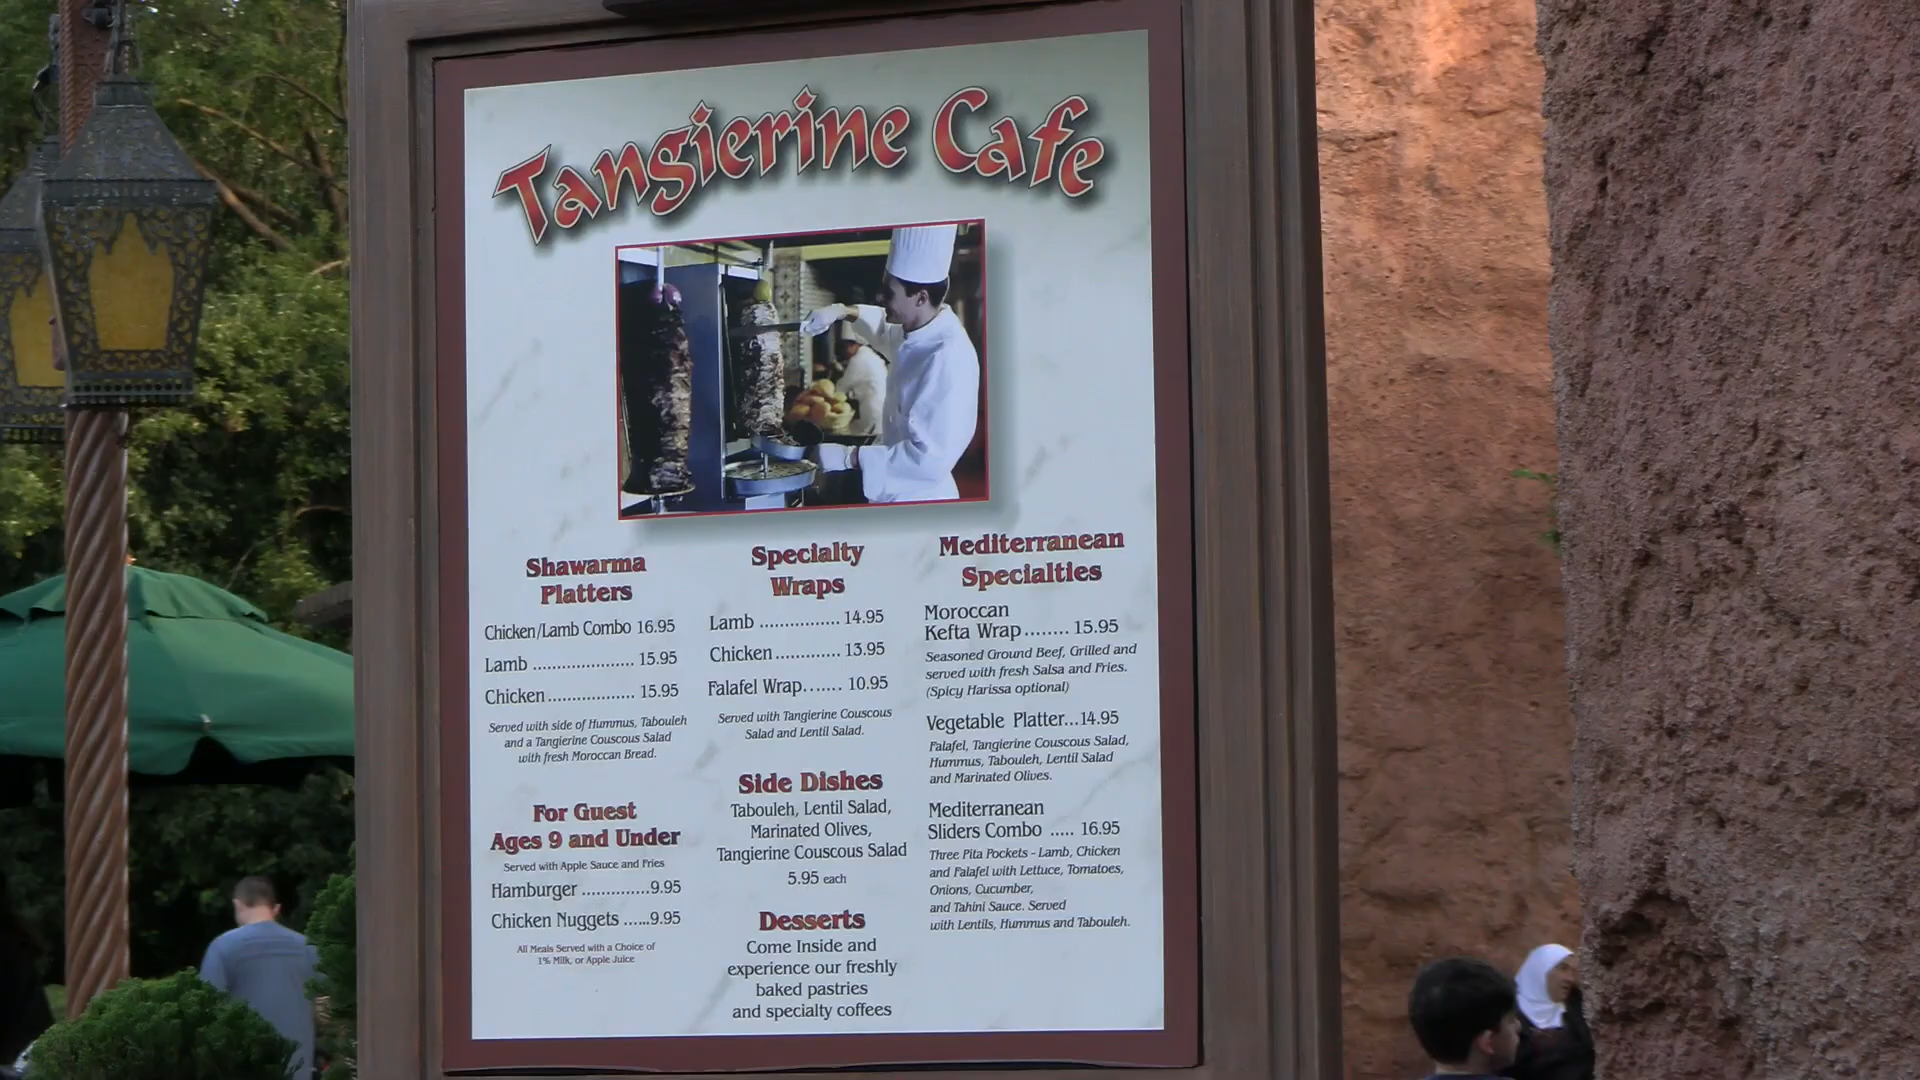 Tangierine Cafe
Shawarma
Platters
Chicken/Lamb Combo 16.95
Lamb ..................... 15.95
Chicken.................. 15.95
Served with side of Hummus, Tabouleh
and a Tangierine Couscous Salad
with fresh Moroccan Bread.
For Guest
Ages 9 and Under
Served with Apple Sauce and Fries
Hamburger ..............9.95
Chicken Nuggets ......9.95
All Meals Served with a Choice of
1% Milk, or Apple Juice
Specialty
Wraps
Lamb ................ 14.95
Chicken............. 13.95
Falafel Wrap....... 10.95
Served with Tangierine Couscous
Salad and Lentil Salad.
Side Dishes
Tabouleh, Lentil Salad,
Marinated Olives,
Tangierine Couscous Salad
5.95 each
Desserts
Come Inside and
experience our freshly
baked pastries
and specialty coffees
Mediterranean
Specialties
Moroccan
Kefta Wrap........ 15.95
Seasoned Ground Beef, Grilled and
served with fresh Salsa and Fries.
(Spicy Harissa optional)
Vegetable Platter...14.95
Falafel, Tangierine Couscous Salad,
Hummus, Tabouleh, Lentil Salad
and Marinated Olives.
Mediterranean
Sliders Combo ..... 16.95
Three Pita Pockets - Lamb, Chicken
and Falafel with Lettuce, Tomatoes,
Onions, Cucumber,
and Tahini Sauce. Served
with Lentils, Hummus and Tabouleh.